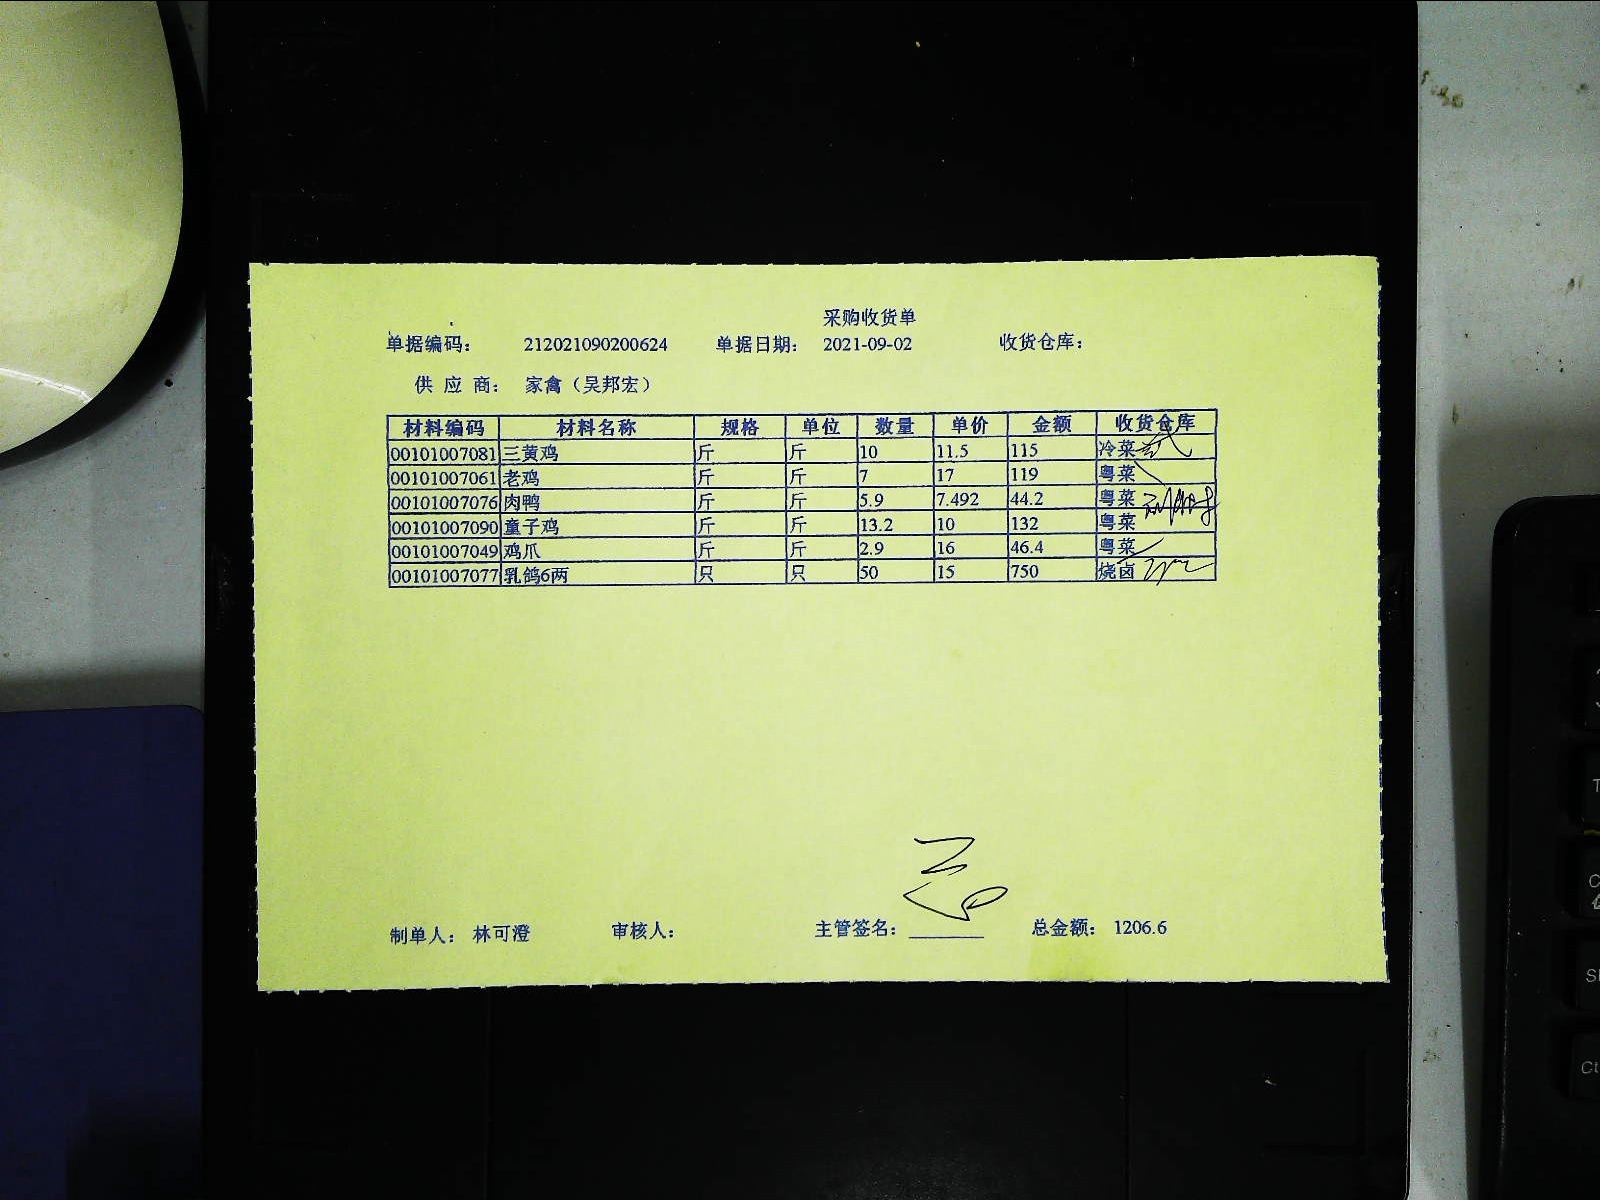 采购收货单
单据编码： 212021090200624 单据日期： 2021-09-02 收货仓库：
供 应 商： 家禽（吴邦宏）
材料编码 材料名称 规格 单位 数量 单价 金额 收货仓库
00101007081 三黄鸡 斤 斤 10 11.5 115 冷菜
00101007061 老鸡 斤 斤 7 17 119 粤菜
00101007076 肉鸭 斤 斤 5.9 7.492 44.2 粤菜
00101007090 童子鸡 斤 斤 13.2 10 132 粤菜
00101007049 鸡爪 斤 斤 2.9 16 46.4 粤菜
00101007077 乳鸽6两 只 只 50 15 750 烧卤
制单人： 林可澄 审核人： 主管签名： 总金额： 1206.6